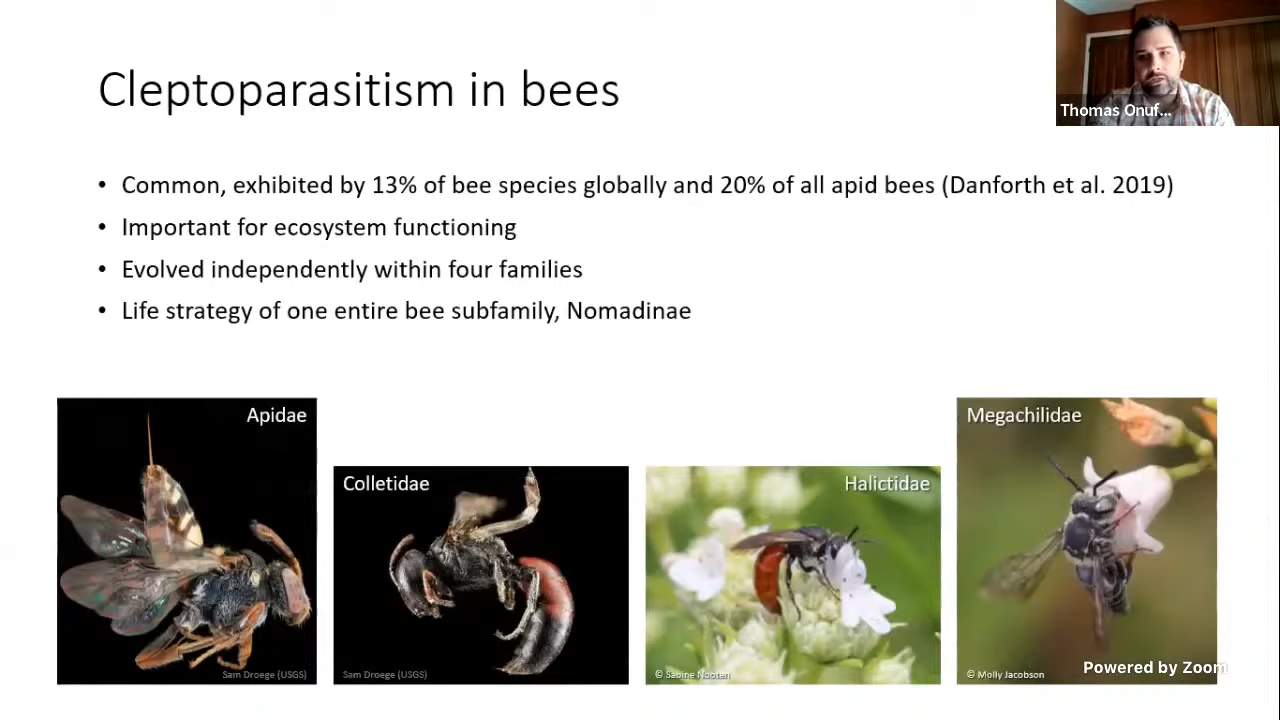 Cleptoparasitism in bees
Thomas Onuf...
• Common, exhibited by 13% of bee species globally and 20% of all apid bees (Danforth et al. 2019)
• Important for ecosystem functioning
• Evolved independently within four families
• Life strategy of one entire bee subfamily, Nomadinae
Apidae
Sam Droege (USGS)
Colletidae
Sam Droege (USGS)
Halictidae
© Sabine Nooten
Megachilidae
© Molly Jacobson
Powered by Zoom